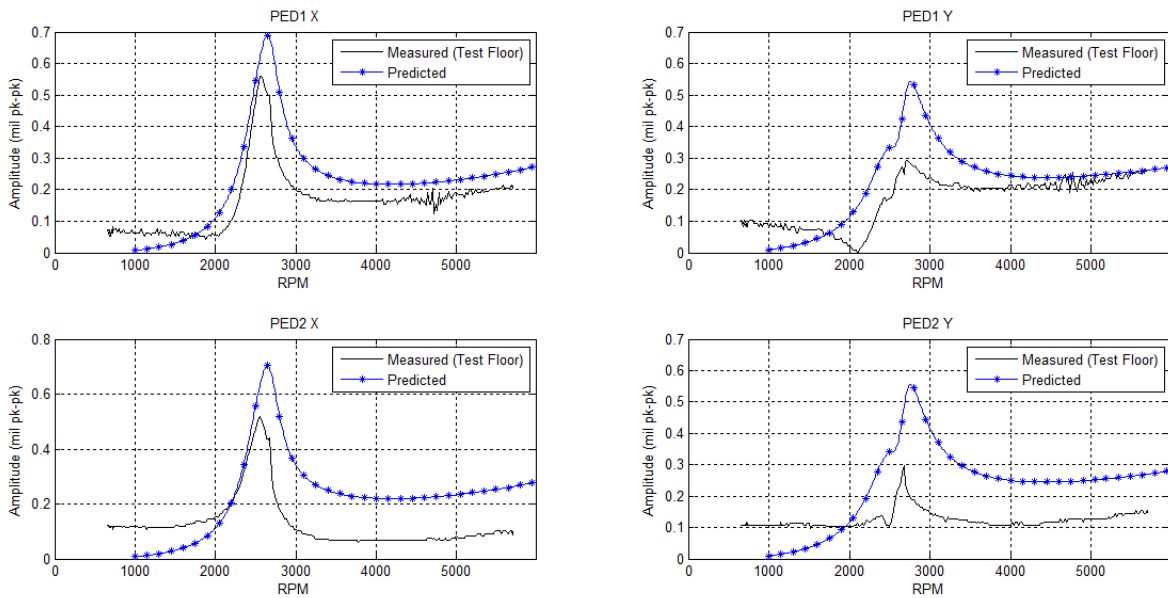 PED1 X
Amplitude (mil pk-pk)
0.7
0.6
0.5
0.4
0.3
0.2
0.1
0
Measured (Test Floor)
Predicted
0 1000 2000 3000 4000 5000
RPM
PED1 Y
Amplitude (mil pk-pk)
0.7
0.6
0.5
0.4
0.3
0.2
0.1
0
Measured (Test Floor)
Predicted
0 1000 2000 3000 4000 5000
RPM
PED2 X
Amplitude (mil pk-pk)
0.8
0.6
0.4
0.2
0
Measured (Test Floor)
Predicted
0 1000 2000 3000 4000 5000
RPM
PED2 Y
Amplitude (mil pk-pk)
0.7
0.6
0.5
0.4
0.3
0.2
0.1
0
Measured (Test Floor)
Predicted
0 1000 2000 3000 4000 5000
RPM